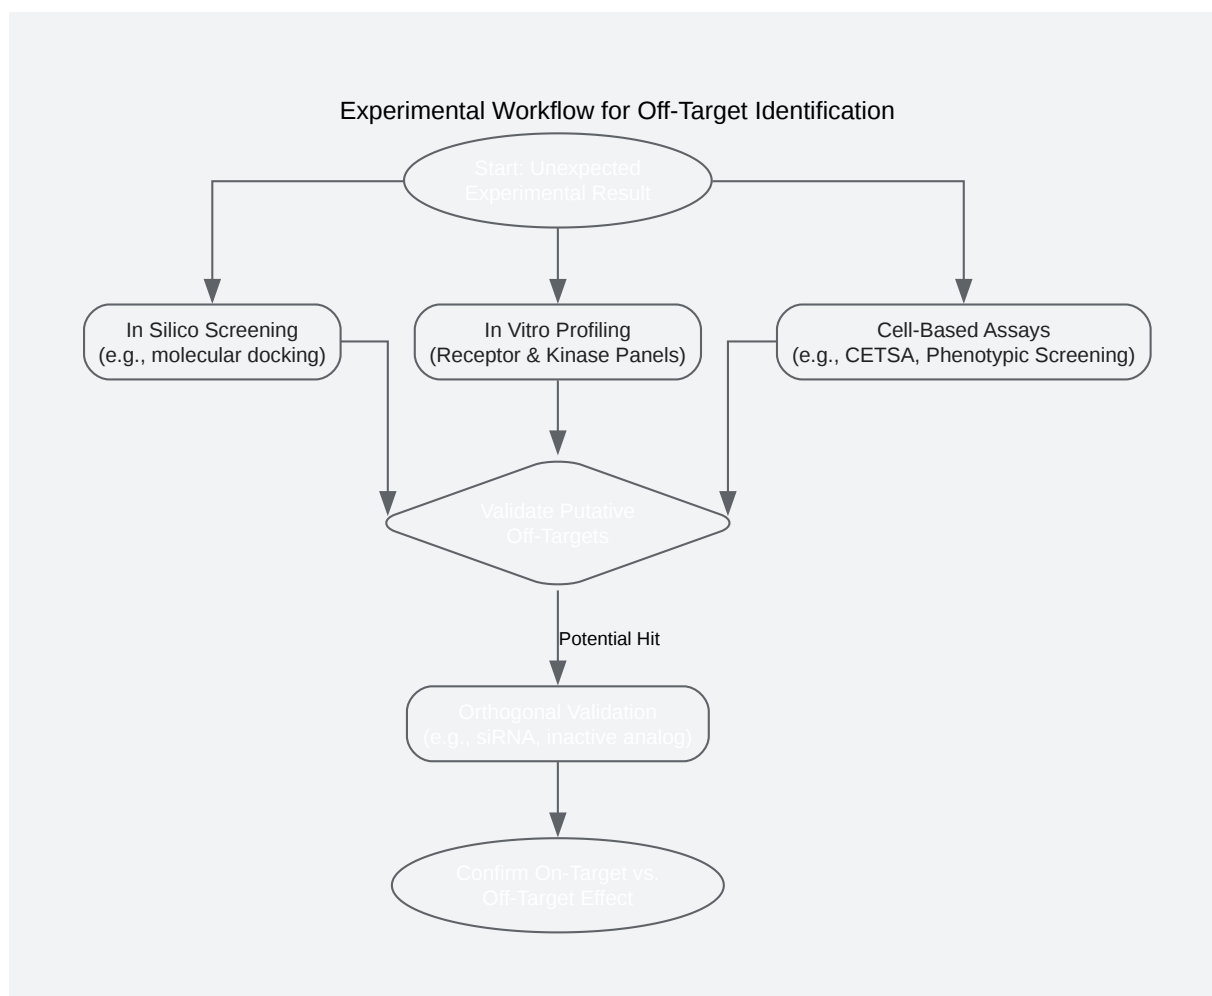 Experimental Workflow for Off-Target Identification
Start: Unexpected
Experimental Result
In Silico Screening
(e.g., molecular docking)
In Vitro Profiling
(Receptor & Kinase Panels)
Cell-Based Assays
(e.g., CETSA, Phenotypic Screening)
Validate Putative
Off-Targets
Potential Hit
Orthogonal Validation
(e.g., siRNA, inactive analog)
Confirm On-Target vs.
Off-Target Effect